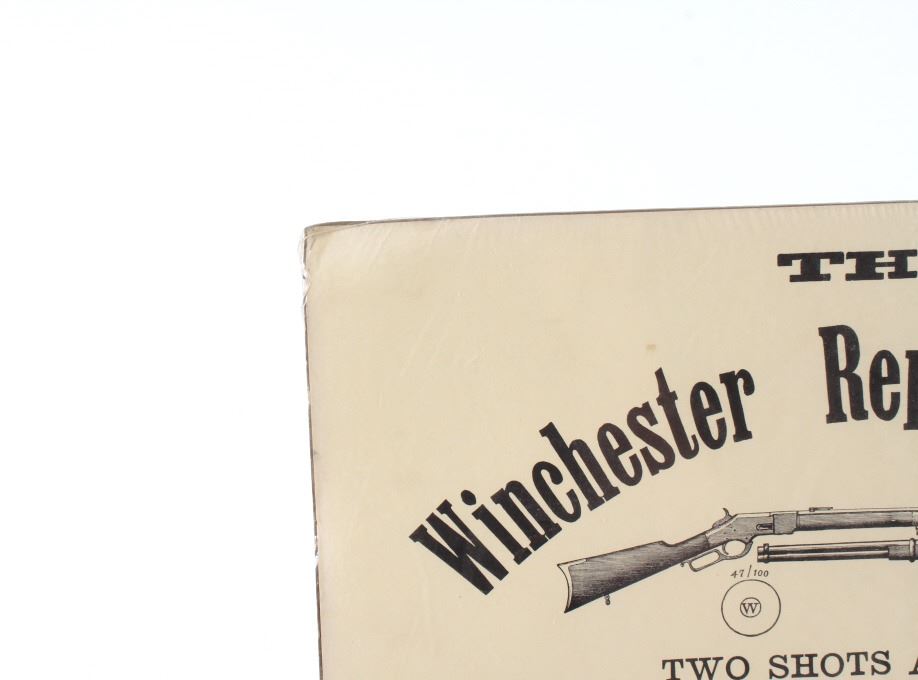 TH
Winchester Rep
47/100
W
TWO SHOTS A